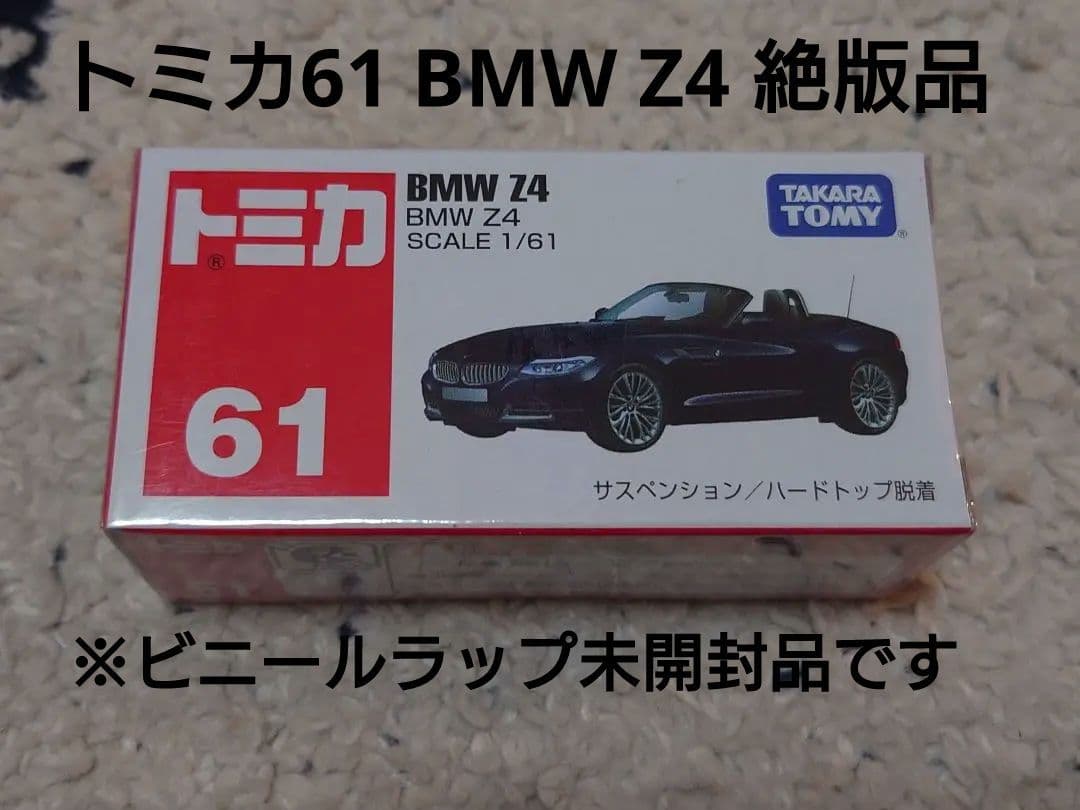 トミカ61 BMW Z4 絶版品
トミカ®
BMW Z4
BMW Z4
SCALE 1/61
TAKARA
TOMY®
61
サスペンション／ハードトップ脱着
※ビニールラップ未開封品です